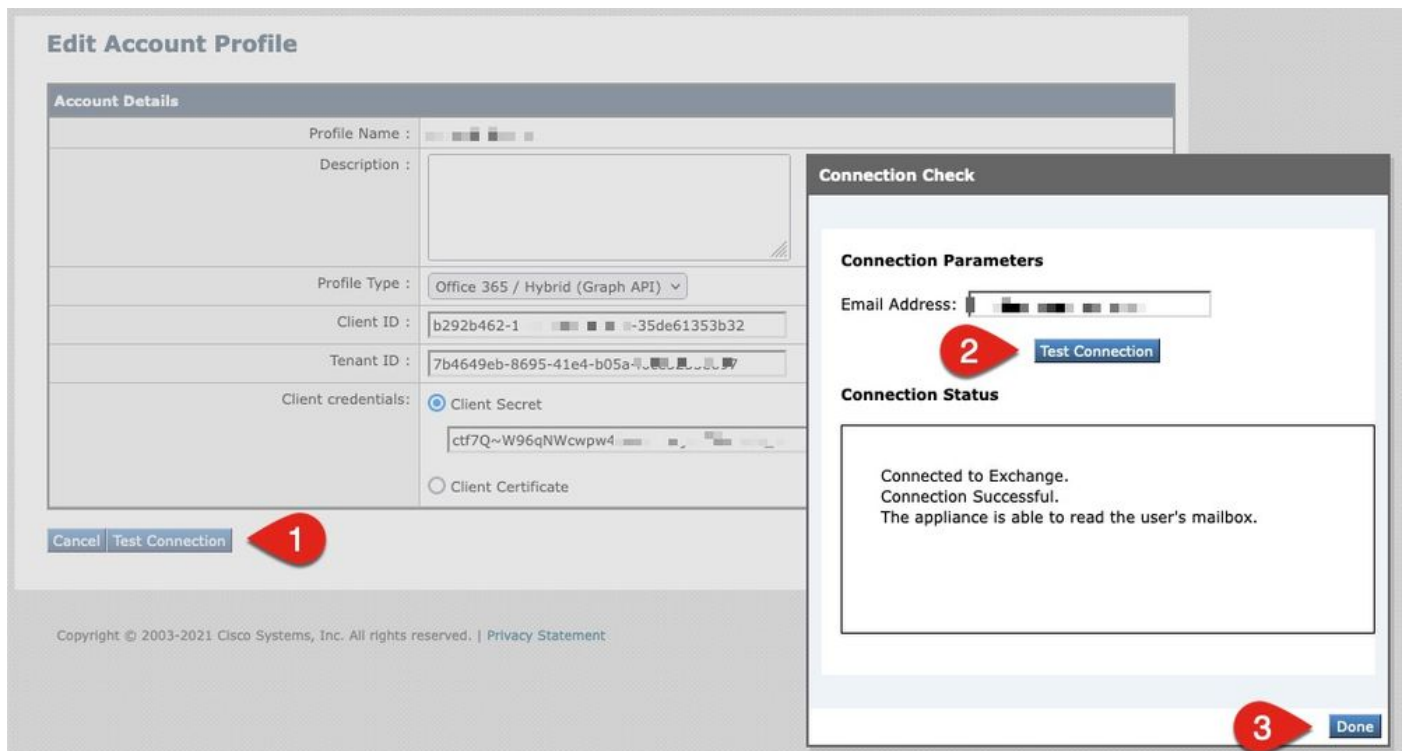 Edit Account Profile
Account Details
Profile Name :
Description :
Profile Type : Office 365 / Hybrid (Graph API)
Client ID : b292b462-1 -35de61353b32
Tenant ID : 7b4649eb-8695-41e4-b05a-
Client credentials: Client Secret
ctf7Q~W96qNWcwpw4
Client Certificate
Cancel Test Connection
1
Copyright © 2003-2021 Cisco Systems, Inc. All rights reserved. | Privacy Statement
Connection Check
Connection Parameters
Email Address:
2
Test Connection
Connection Status
Connected to Exchange.
Connection Successful.
The appliance is able to read the user's mailbox.
3
Done